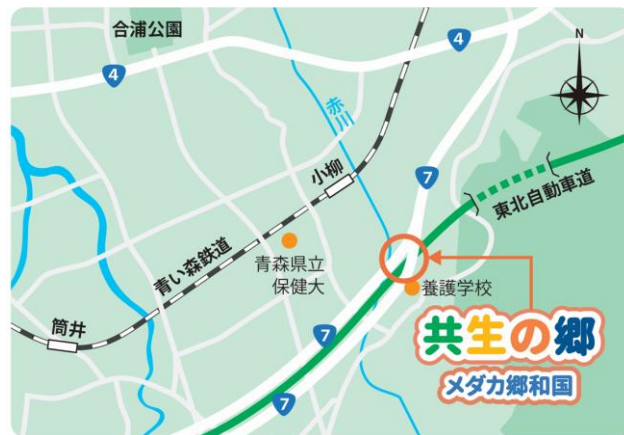 合浦公園
4
4
N
赤川
7
小柳
東北自動車道
青い森鉄道
青森県立
保健大
養護学校
筒井
7
7
共生の郷
メダカ郷和国